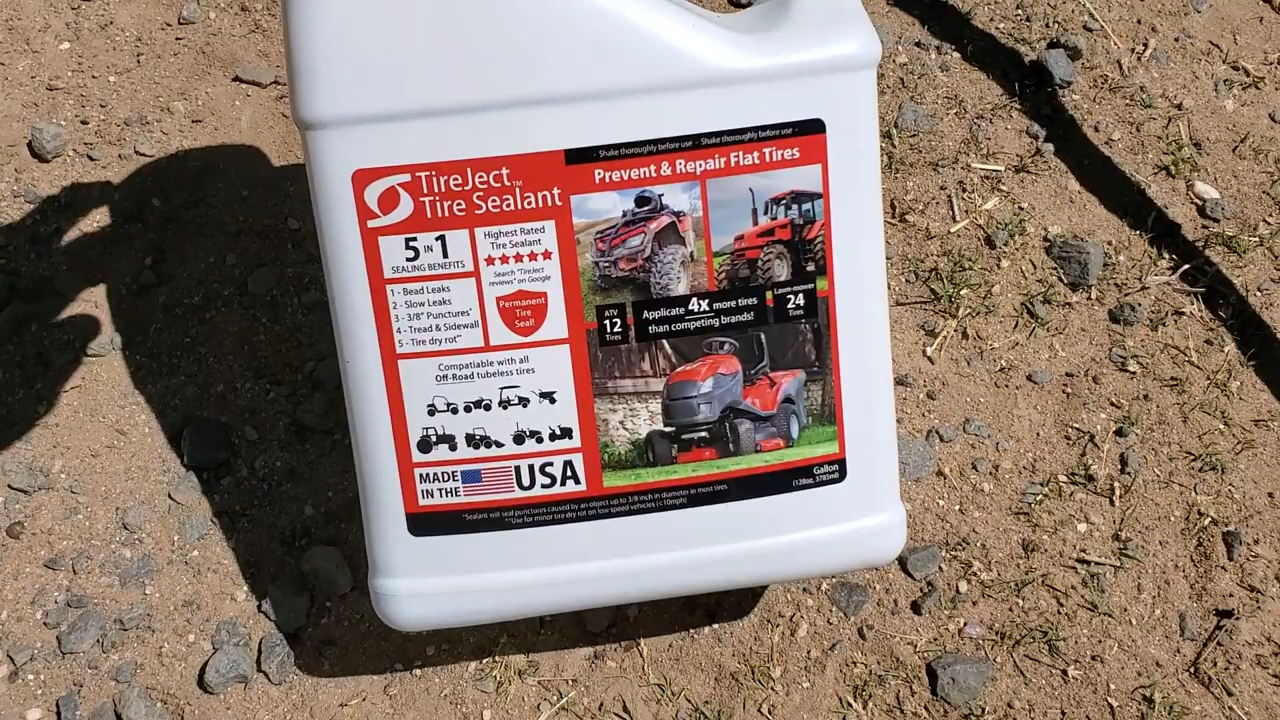 - Shake thoroughly before use - Shake thoroughly before use -
TireJect™
Tire Sealant
Prevent & Repair Flat Tires
5 IN 1
SEALING BENEFITS
1 - Bead Leaks
2 - Slow Leaks
3 - 3/8" Punctures*
4 - Tread & Sidewall
5 - Tire dry rot**
Highest Rated
Tire Sealant
Search "TireJect
reviews" on Google
Permanent
Tire
Seal!
ATV
12
Tires
Applicate 4x more tires
than competing brands!
Lawn-mower
24
Tires
Compatiable with all
Off-Road tubeless tires
MADE
IN THE
USA
Gallon
(128oz, 3785ml)
*Sealant will seal punctures caused by an object up to 3/8 inch in diameter in most tires
**Use for minor tire dry rot on low speed vehicles (<10mph)